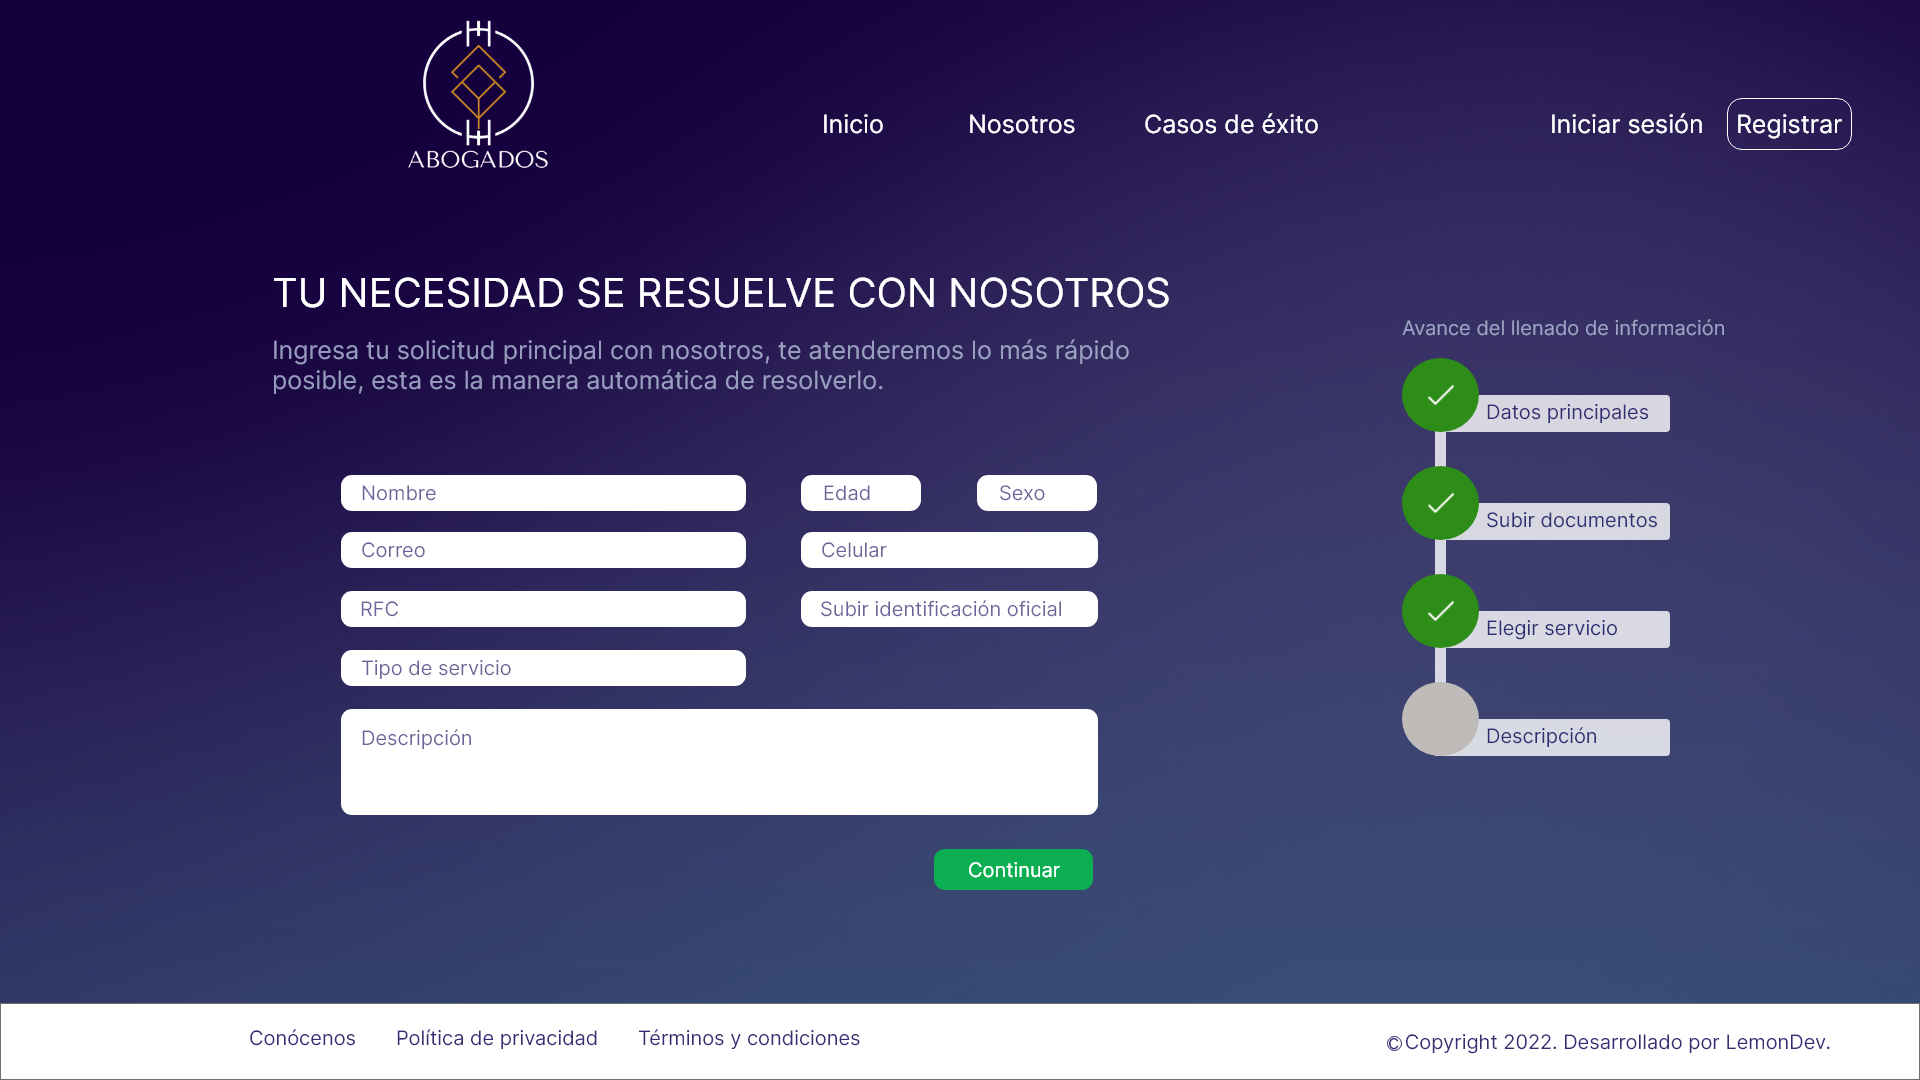 ABOGADOS
Inicio
Nosotros
Casos de éxito
Iniciar sesión
Registrar
TU NECESIDAD SE RESUELVE CON NOSOTROS
Ingresa tu solicitud principal con nosotros, te atenderemos lo más rápido
posible, esta es la manera automática de resolverlo.
Nombre
Edad
Sexo
Correo
Celular
RFC
Subir identificación oficial
Tipo de servicio
Descripción
Continuar
Avance del llenado de información
Datos principales
Subir documentos
Elegir servicio
Descripción
Conócenos
Política de privacidad
Términos y condiciones
©Copyright 2022. Desarrollado por LemonDev.